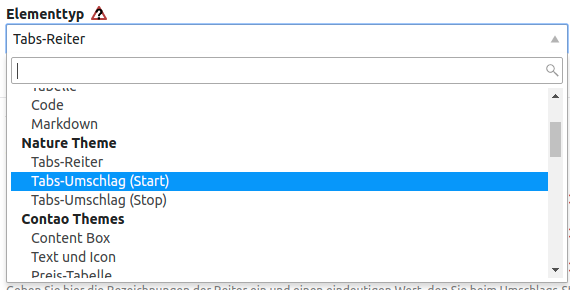 Elementtyp
Tabs-Reiter
Tabelle
Code
Markdown
Nature Theme
Tabs-Reiter
Tabs-Umschlag (Start)
Tabs-Umschlag (Stop)
Contao Themes
Content Box
Text und Icon
Preis-Tabelle
Geben Sie hier die Bezeichnungen der Reiter ein und einen eindeutigen Wert, den Sie beim Umschlags